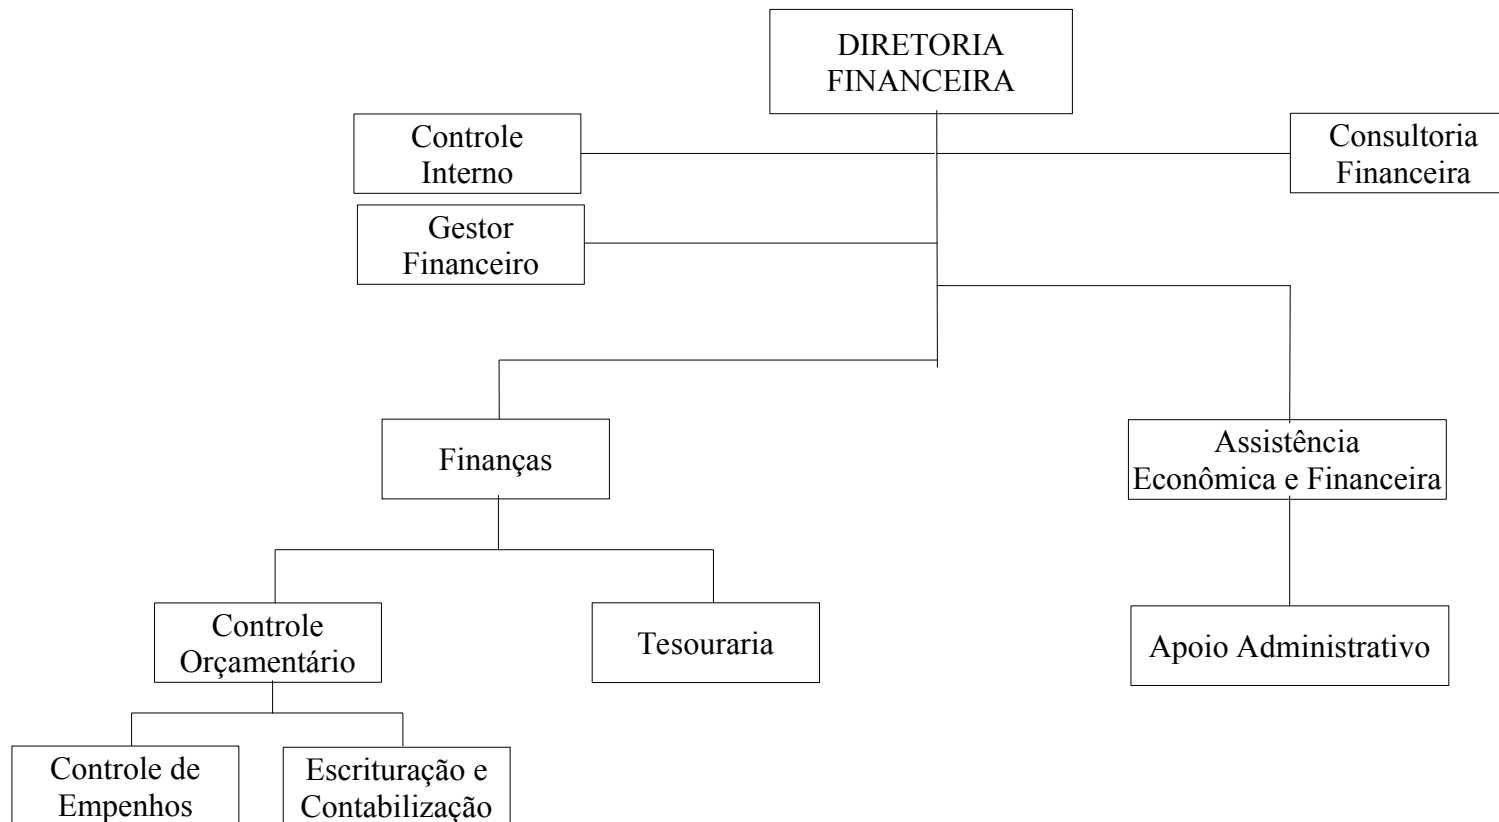 DIRETORIA
FINANCEIRA
Controle
Interno
Consultoria
Financeira
Gestor
Financeiro
Finanças
Assistência
Econômica e Financeira
Controle
Orçamentário
Tesouraria
Apoio Administrativo
Controle de
Empenhos
Escrituração e
Contabilização